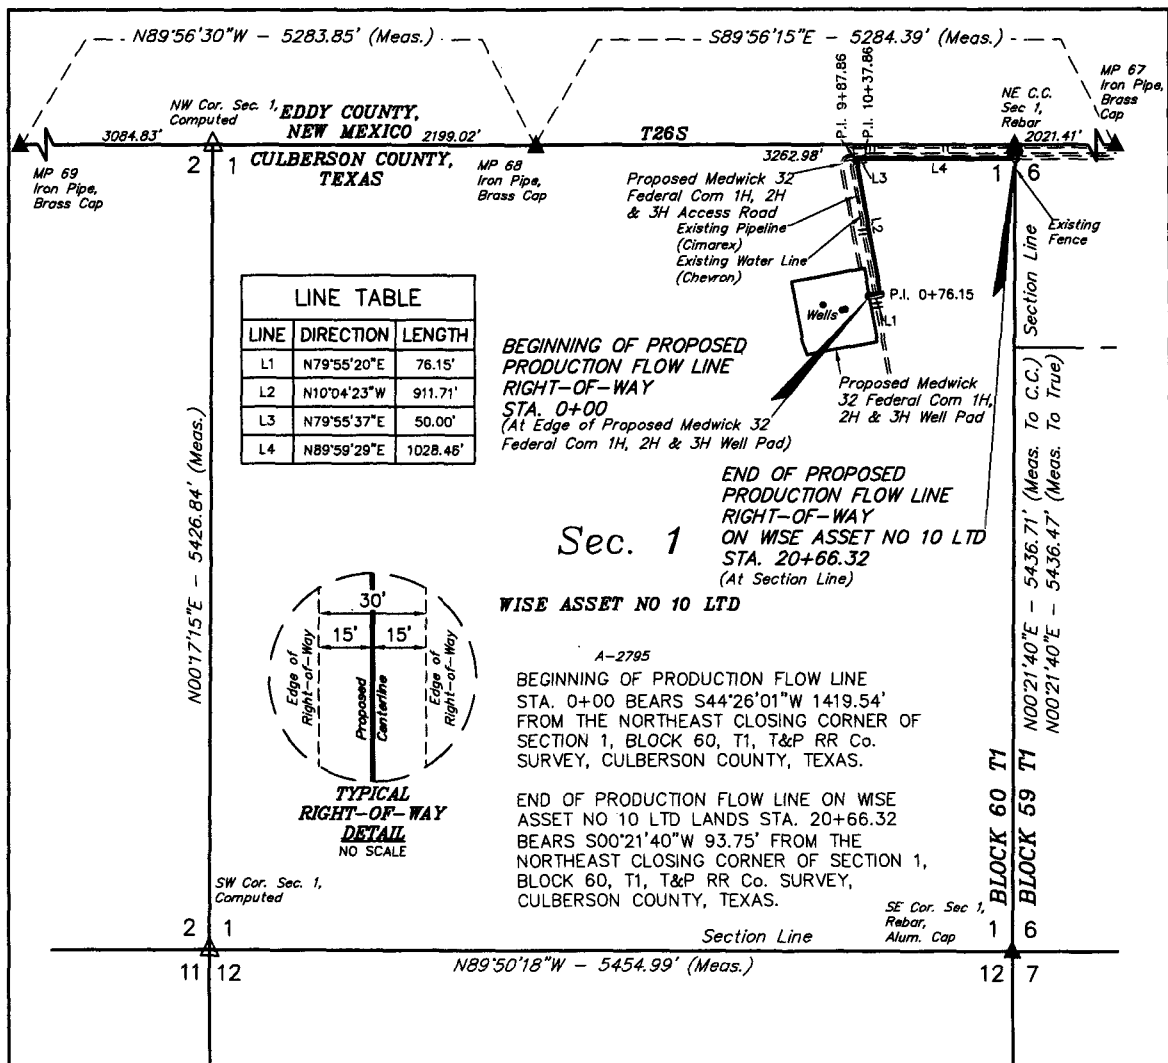 N89°56'30"W – 5283.85' (Meas.)
S89°56'15"E – 5284.39' (Meas.)
P.I. 9+87.86
P.I. 10+37.86
MP 67
Iron Pipe,
Brass
Cap
NW Cor. Sec. 1,
Computed
EDDY COUNTY,
NEW MEXICO
3084.83'
2199.02'
T26S
NE C.C.
Sec 1,
Rebar
2021.41'
2 1
CULBERSON COUNTY,
TEXAS
MP 69
Iron Pipe,
Brass Cap
MP 68
Iron Pipe,
Brass Cap
3262.98'
L3
L4
1 6
Proposed Medwick 32
Federal Com 1H, 2H
& 3H Access Road
Existing Pipeline
(Cimarex)
Existing Water Line
(Chevron)
L2
Existing
Fence
Section Line
P.I. 0+76.15
Wells
L1
LINE TABLE
LINE DIRECTION LENGTH
L1 N79°55'20"E 76.15'
L2 N10°04'23"W 911.71'
L3 N79°55'37"E 50.00'
L4 N89°59'29"E 1028.46'
BEGINNING OF PROPOSED
PRODUCTION FLOW LINE
RIGHT-OF-WAY
STA. 0+00
(At Edge of Proposed Medwick 32
Federal Com 1H, 2H & 3H Well Pad)
Proposed Medwick
32 Federal Com 1H,
2H & 3H Well Pad
END OF PROPOSED
PRODUCTION FLOW LINE
RIGHT-OF-WAY
ON WISE ASSET NO 10 LTD
STA. 20+66.32
(At Section Line)
N00°17'15"E – 5426.84' (Meas.)
Sec. 1
N00°21'40"E – 5436.71' (Meas. To C.C.)
N00°21'40"E – 5436.47' (Meas. To True)
WISE ASSET NO 10 LTD
30'
15' 15'
Edge of
Right-of-Way
Proposed
Centerline
Edge of
Right-of-Way
TYPICAL
RIGHT-OF-WAY
DETAIL
NO SCALE
A-2795
BEGINNING OF PRODUCTION FLOW LINE
STA. 0+00 BEARS S44°26'01"W 1419.54'
FROM THE NORTHEAST CLOSING CORNER OF
SECTION 1, BLOCK 60, T1, T&P RR Co.
SURVEY, CULBERSON COUNTY, TEXAS.
END OF PRODUCTION FLOW LINE ON WISE
ASSET NO 10 LTD LANDS STA. 20+66.32
BEARS S00°21'40"W 93.75' FROM THE
NORTHEAST CLOSING CORNER OF SECTION 1,
BLOCK 60, T1, T&P RR Co. SURVEY,
CULBERSON COUNTY, TEXAS.
BLOCK 60 T1
BLOCK 59 T1
SW Cor. Sec. 1,
Computed
SE Cor. Sec 1,
Rebar,
Alum. Cap
2 1
1 6
Section Line
11 12
N89°50'18"W – 5454.99' (Meas.)
12 7